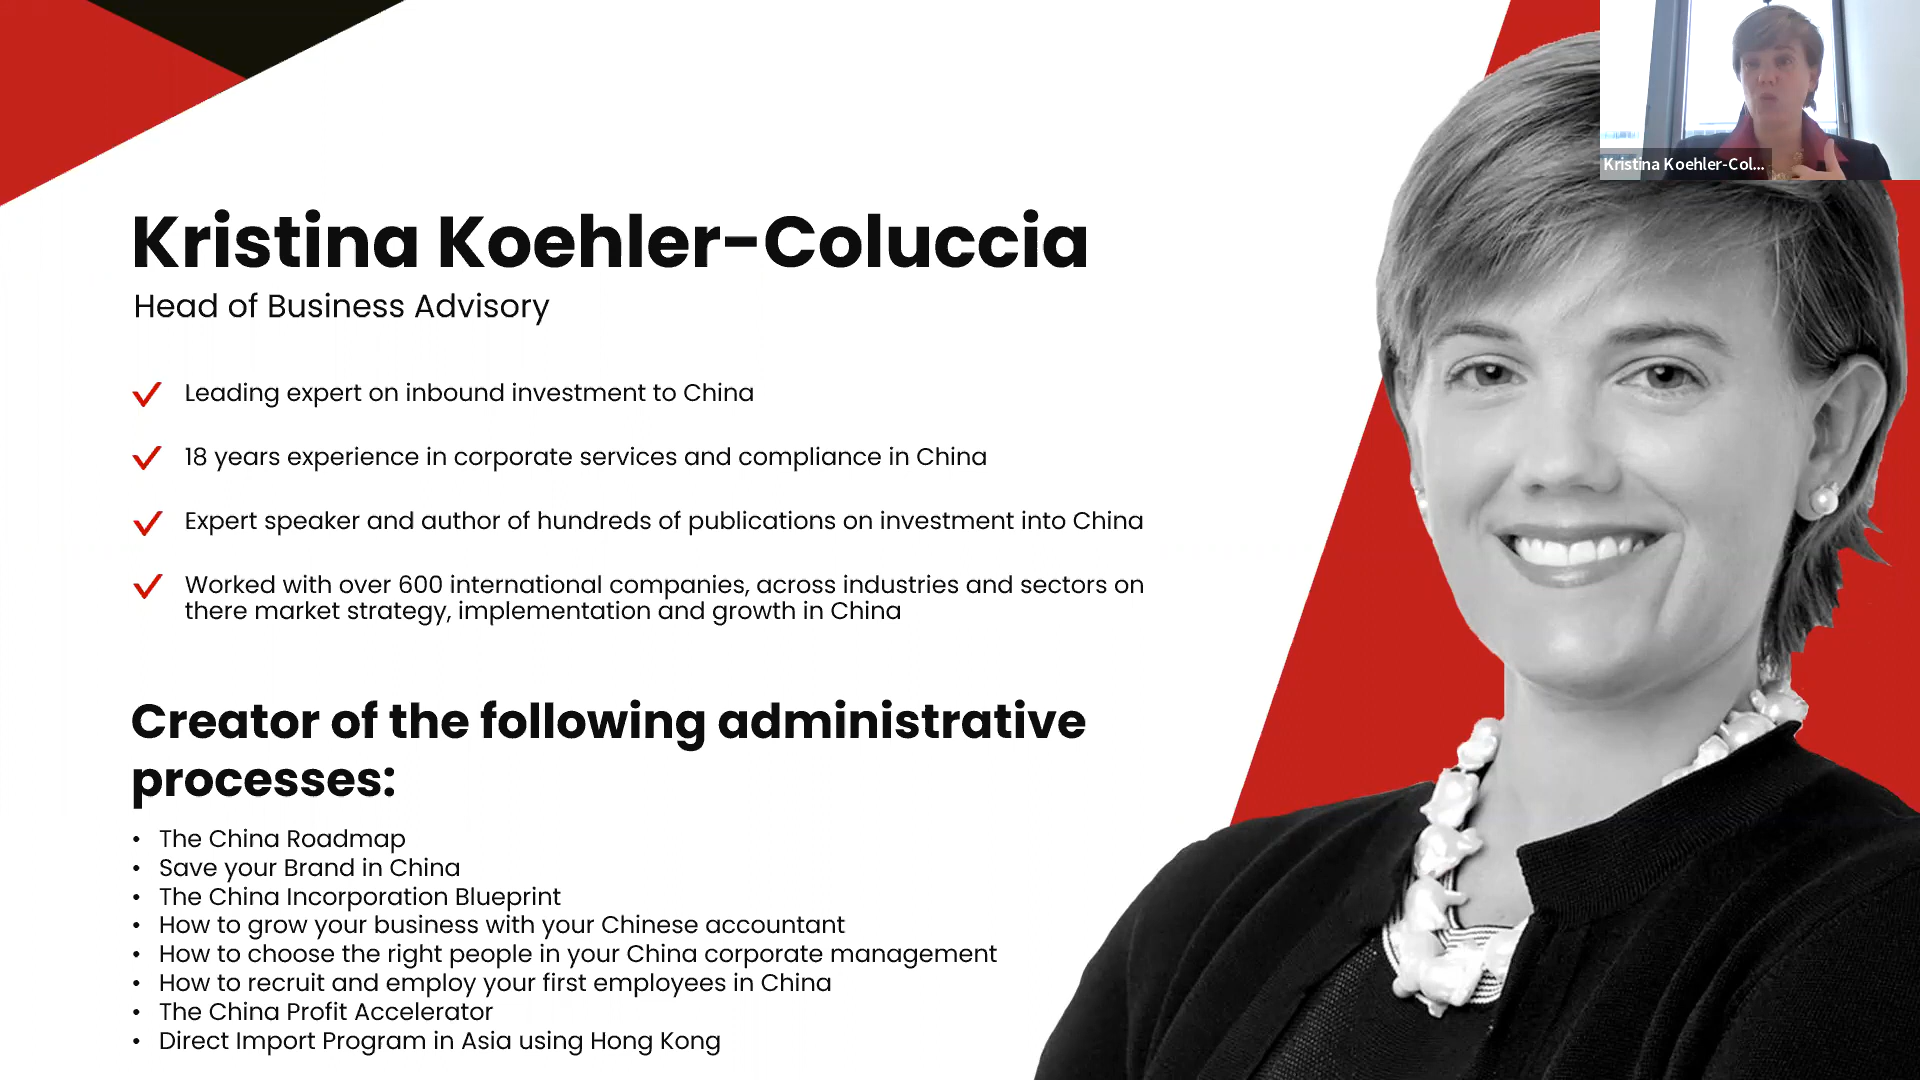 Kristina Koehler-Col...
Kristina Koehler-Coluccia
Head of Business Advisory
Leading expert on inbound investment to China
18 years experience in corporate services and compliance in China
Expert speaker and author of hundreds of publications on investment into China
Worked with over 600 international companies, across industries and sectors on
there market strategy, implementation and growth in China
Creator of the following administrative
processes:
• The China Roadmap
• Save your Brand in China
• The China Incorporation Blueprint
• How to grow your business with your Chinese accountant
• How to choose the right people in your China corporate management
• How to recruit and employ your first employees in China
• The China Profit Accelerator
• Direct Import Program in Asia using Hong Kong